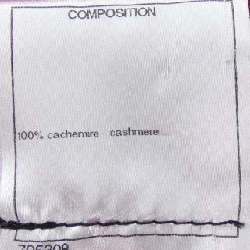 COMPOSITION
100% cachemire - cashmere